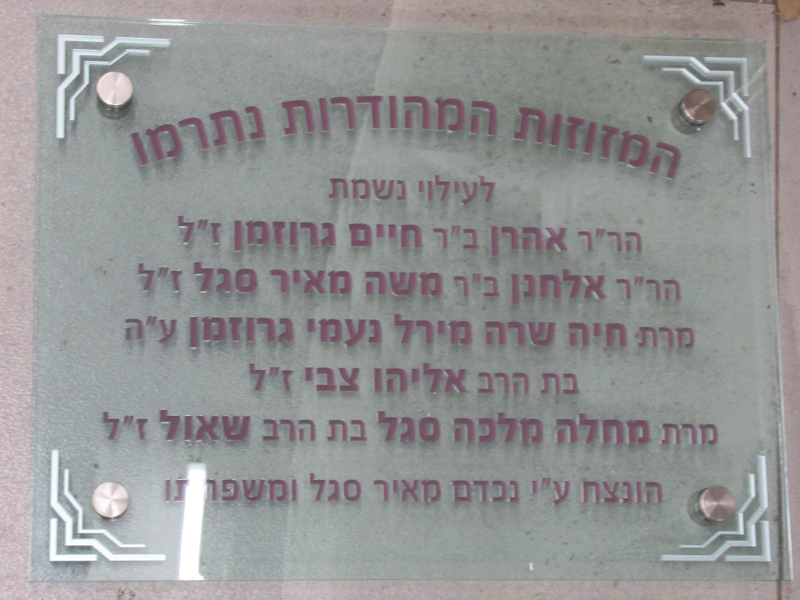 המזוזות המהודרות נתרמו
לעילוי נשמת
הר״ר אהרן ב״ר חיים גרוזמן ז״ל
הר״ר אלחנן ב״ר משה מאיר סגל ז״ל
מרת חיה שרה מירל נעמי גרוזמן ע״ה
בת הרב אליהו צבי ז״ל
מרת מחלה מלכה סגל בת הרב שאול ז״ל
הונצח ע״י נכדם מאיר סגל ומשפחתו